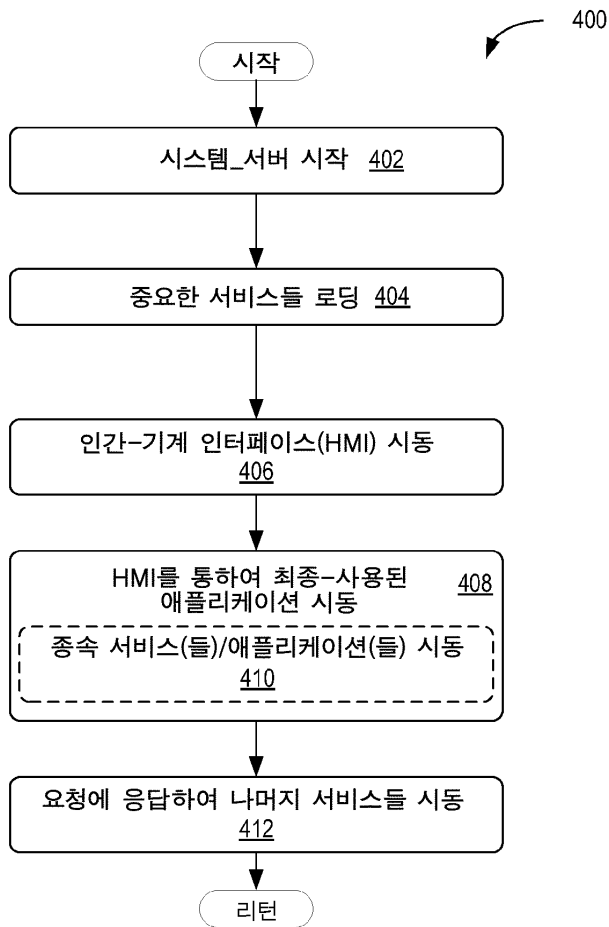 400
시작
시스템_서버 시작 402
중요한 서비스들 로딩 404
인간-기계 인터페이스(HMI) 시동
406
HMI를 통하여 최종-사용된 408
애플리케이션 시동
종속 서비스(들)/애플리케이션(들) 시동
410
요청에 응답하여 나머지 서비스들 시동
412
리턴